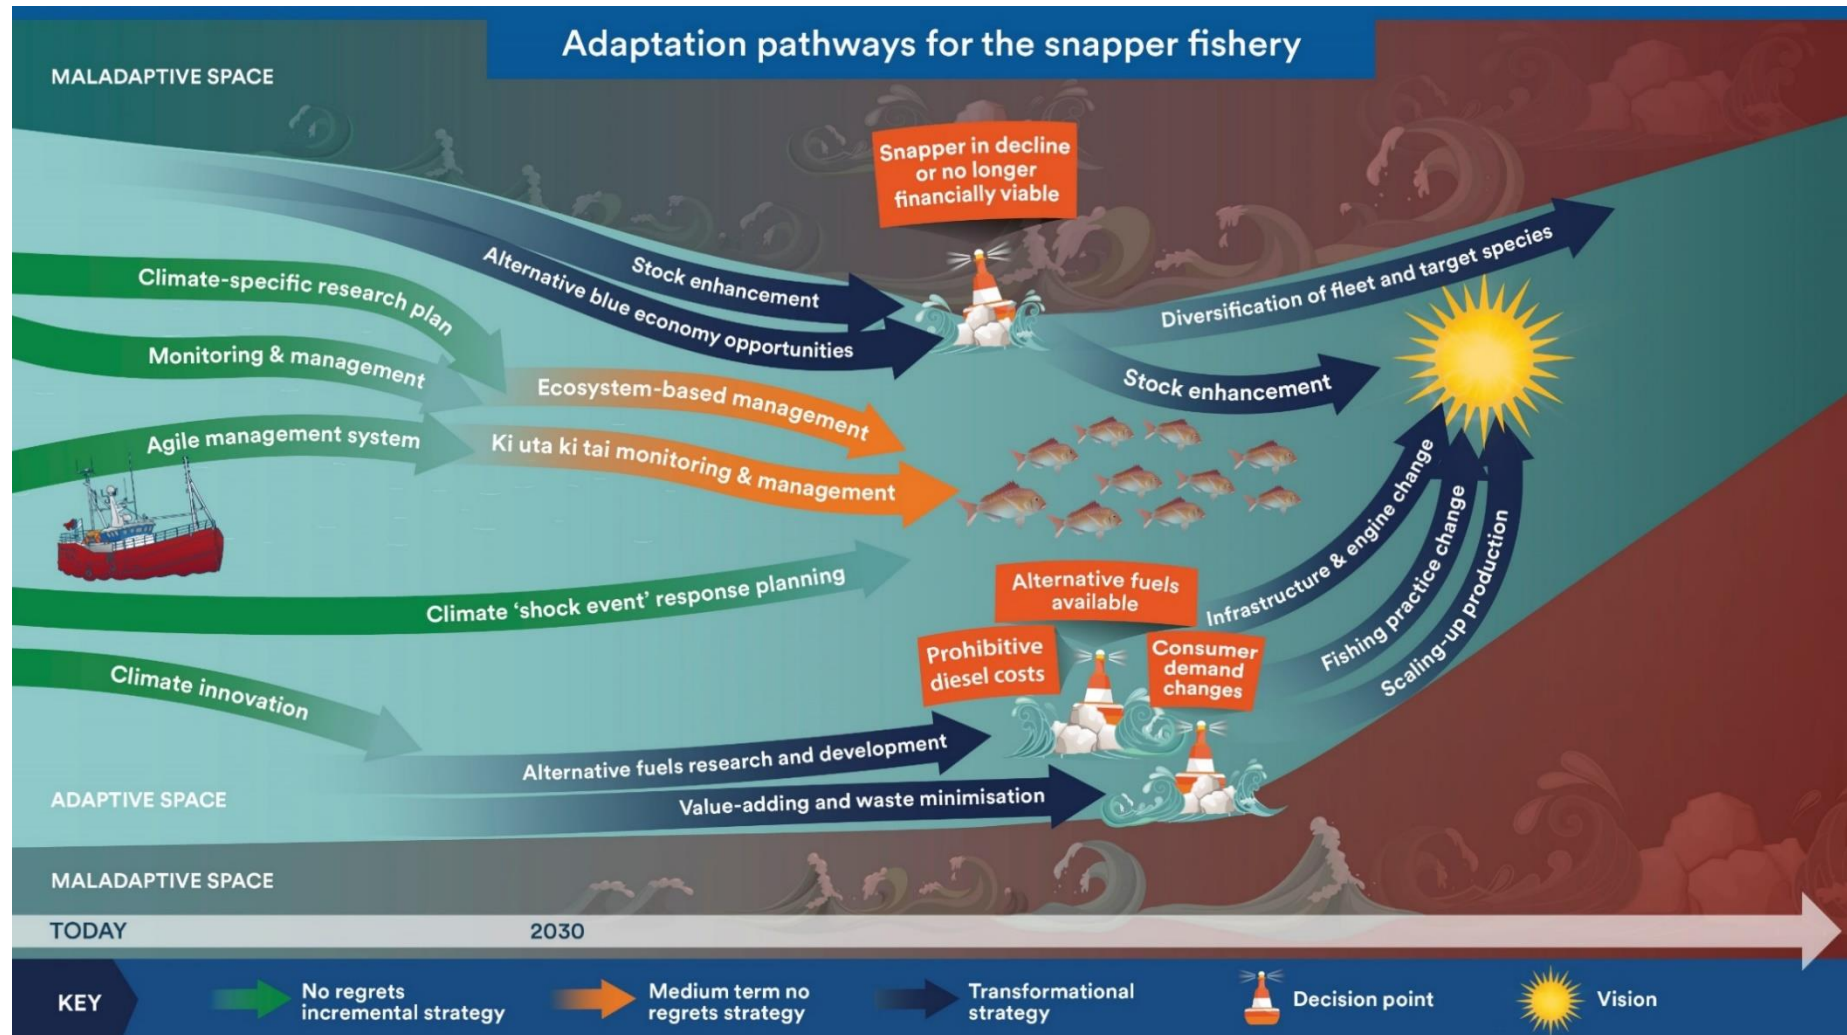 Adaptation pathways for the snapper fishery
MALADAPTIVE SPACE
Snapper in decline
or no longer
financially viable
Stock enhancement
Alternative blue economy opportunities
Diversification of fleet and target species
Stock enhancement
Climate-specific research plan
Monitoring & management
Agile management system
Ecosystem-based management
Ki uta ki tai monitoring & management
Climate 'shock event' response planning
Climate innovation
Alternative fuels
available
Prohibitive
diesel costs
Consumer
demand
changes
Infrastructure & engine change
Fishing practice change
Scaling-up production
Alternative fuels research and development
Value-adding and waste minimisation
ADAPTIVE SPACE
MALADAPTIVE SPACE
TODAY
2030
KEY
No regrets
incremental strategy
Medium term no
regrets strategy
Transformational
strategy
Decision point
Vision